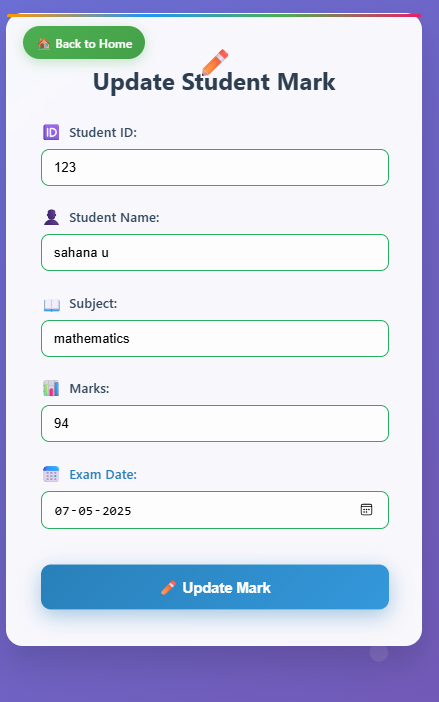 Back to Home
Update Student Mark
ID Student ID:
123
Student Name:
sahana u
Subject:
mathematics
Marks:
94
Exam Date:
07-05-2025
Update Mark